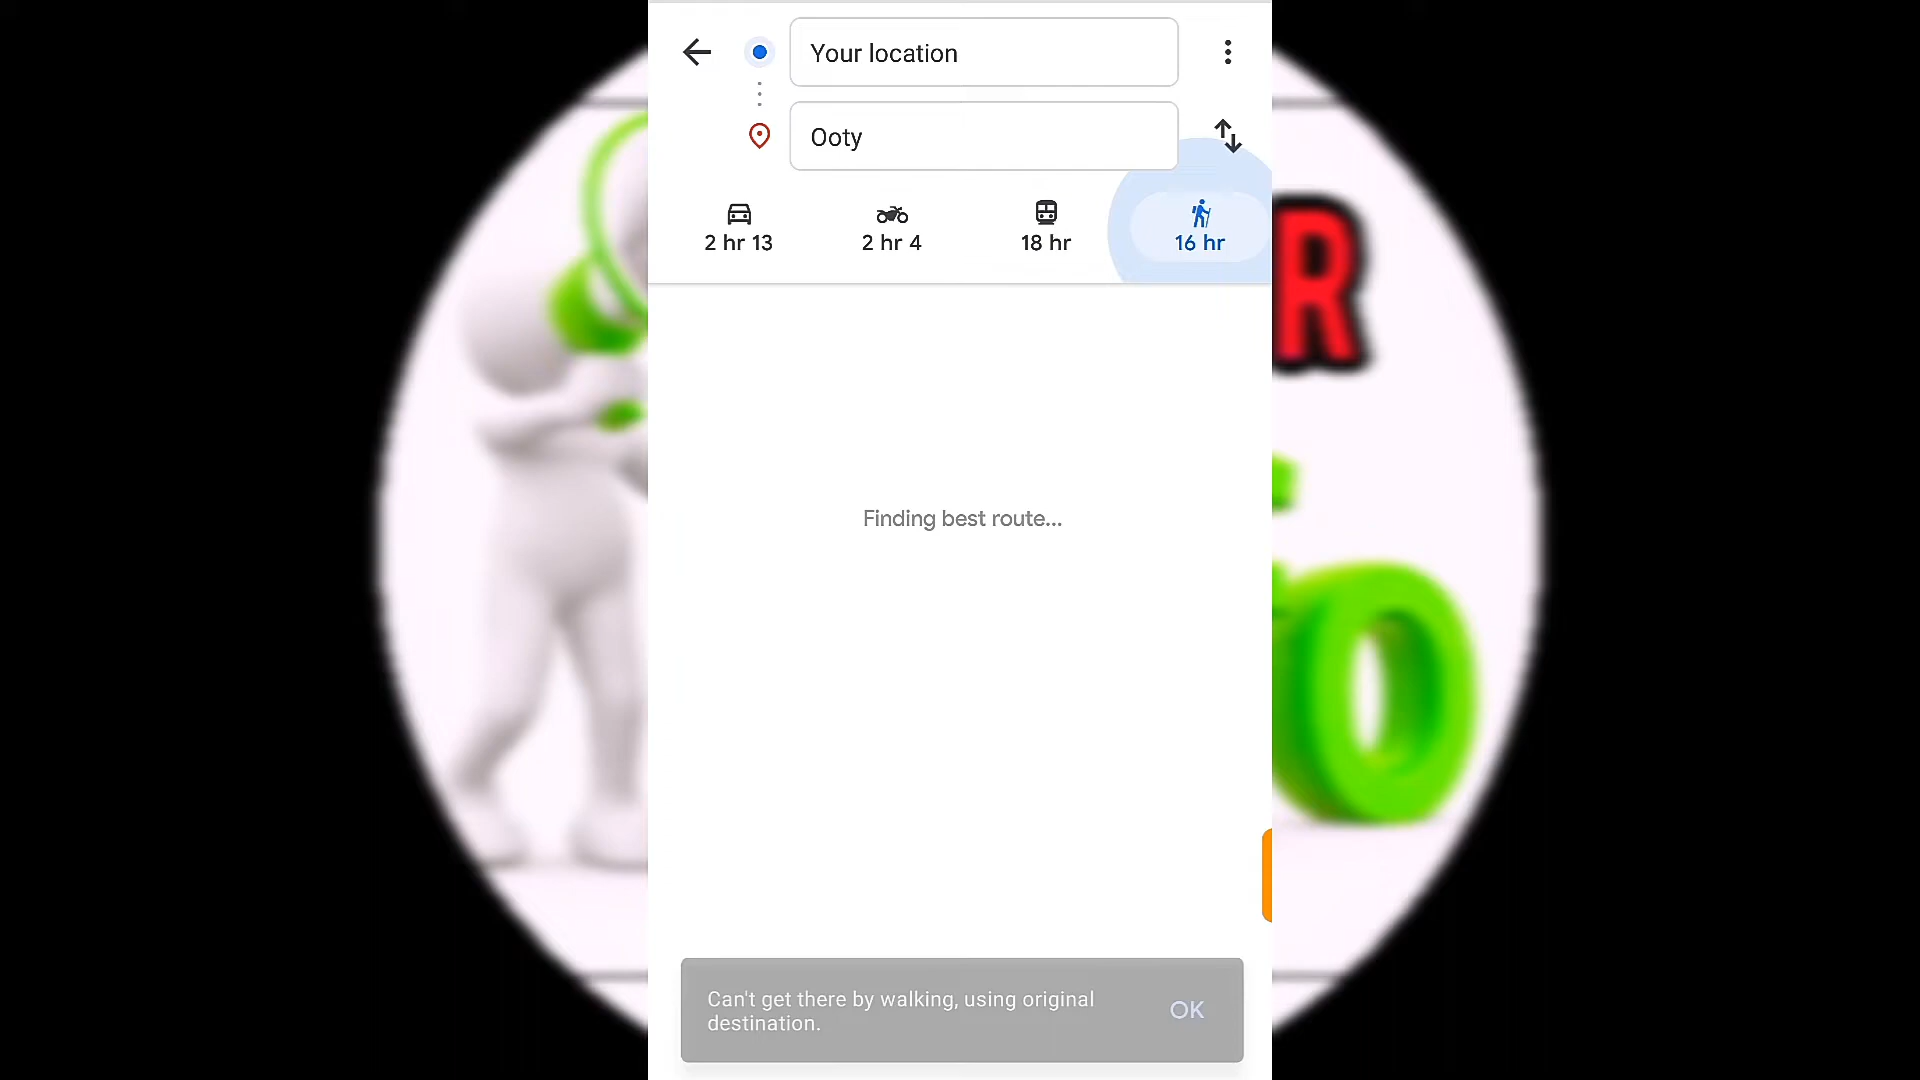 Your location
Ooty
2 hr 13
2 hr 4
18 hr
16 hr
R
Finding best route...
O
Can't get there by walking, using original
destination.
OK